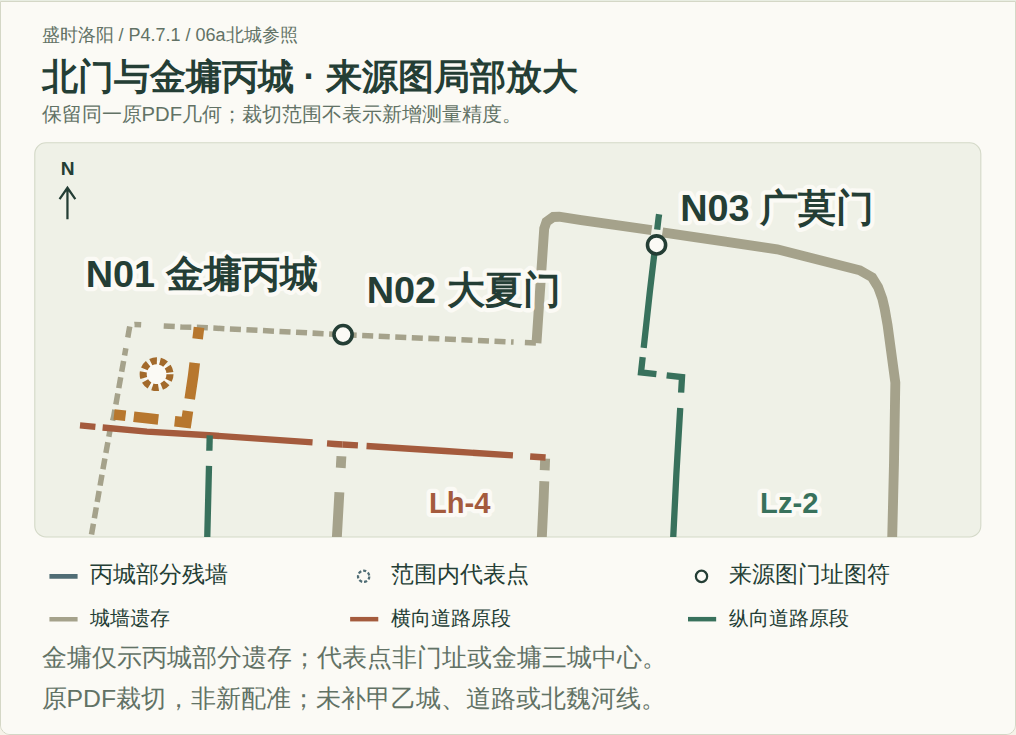 盛时洛阳 / P4.7.1 / 06a北城参照
北门与金墉丙城 · 来源图局部放大
保留同一原PDF几何；裁切范围不表示新增测量精度。
N
N03 广莫门
N01 金墉丙城
N02 大夏门
Lh-4
Lz-2
丙城部分残墙
范围内代表点
来源图门址图符
城墙遗存
横向道路原段
纵向道路原段
金墉仅示丙城部分遗存；代表点非门址或金墉三城中心。
原PDF裁切，非新配准；未补甲乙城、道路或北魏河线。